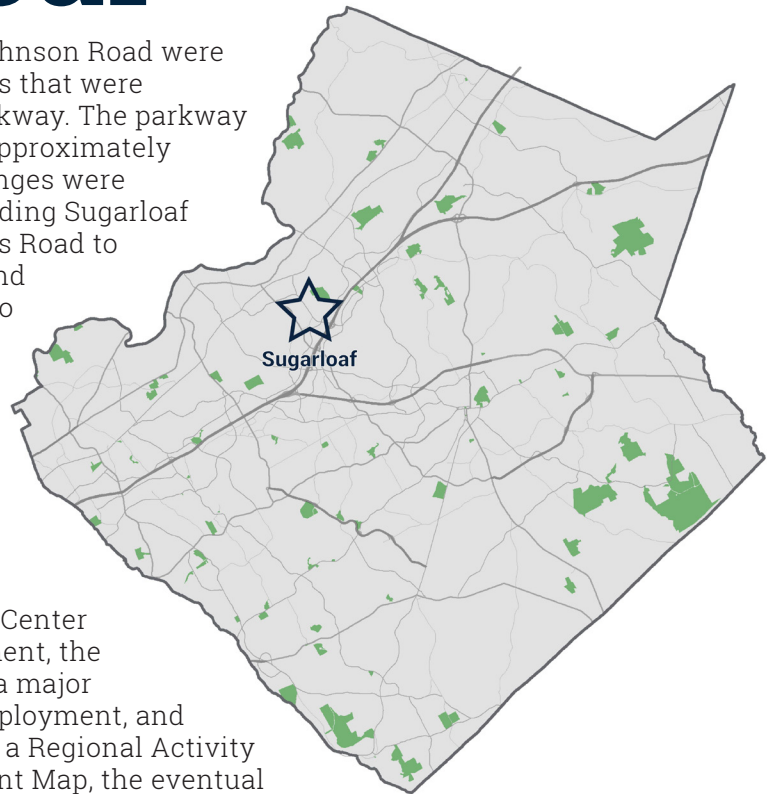 hnson Road were
s that were
kway. The parkway
pproximately
nges were
ding Sugarloaf
s Road to
nd
o
Sugarloaf
Center
ent, the
a major
ployment, and
a Regional Activity
nt Map, the eventual